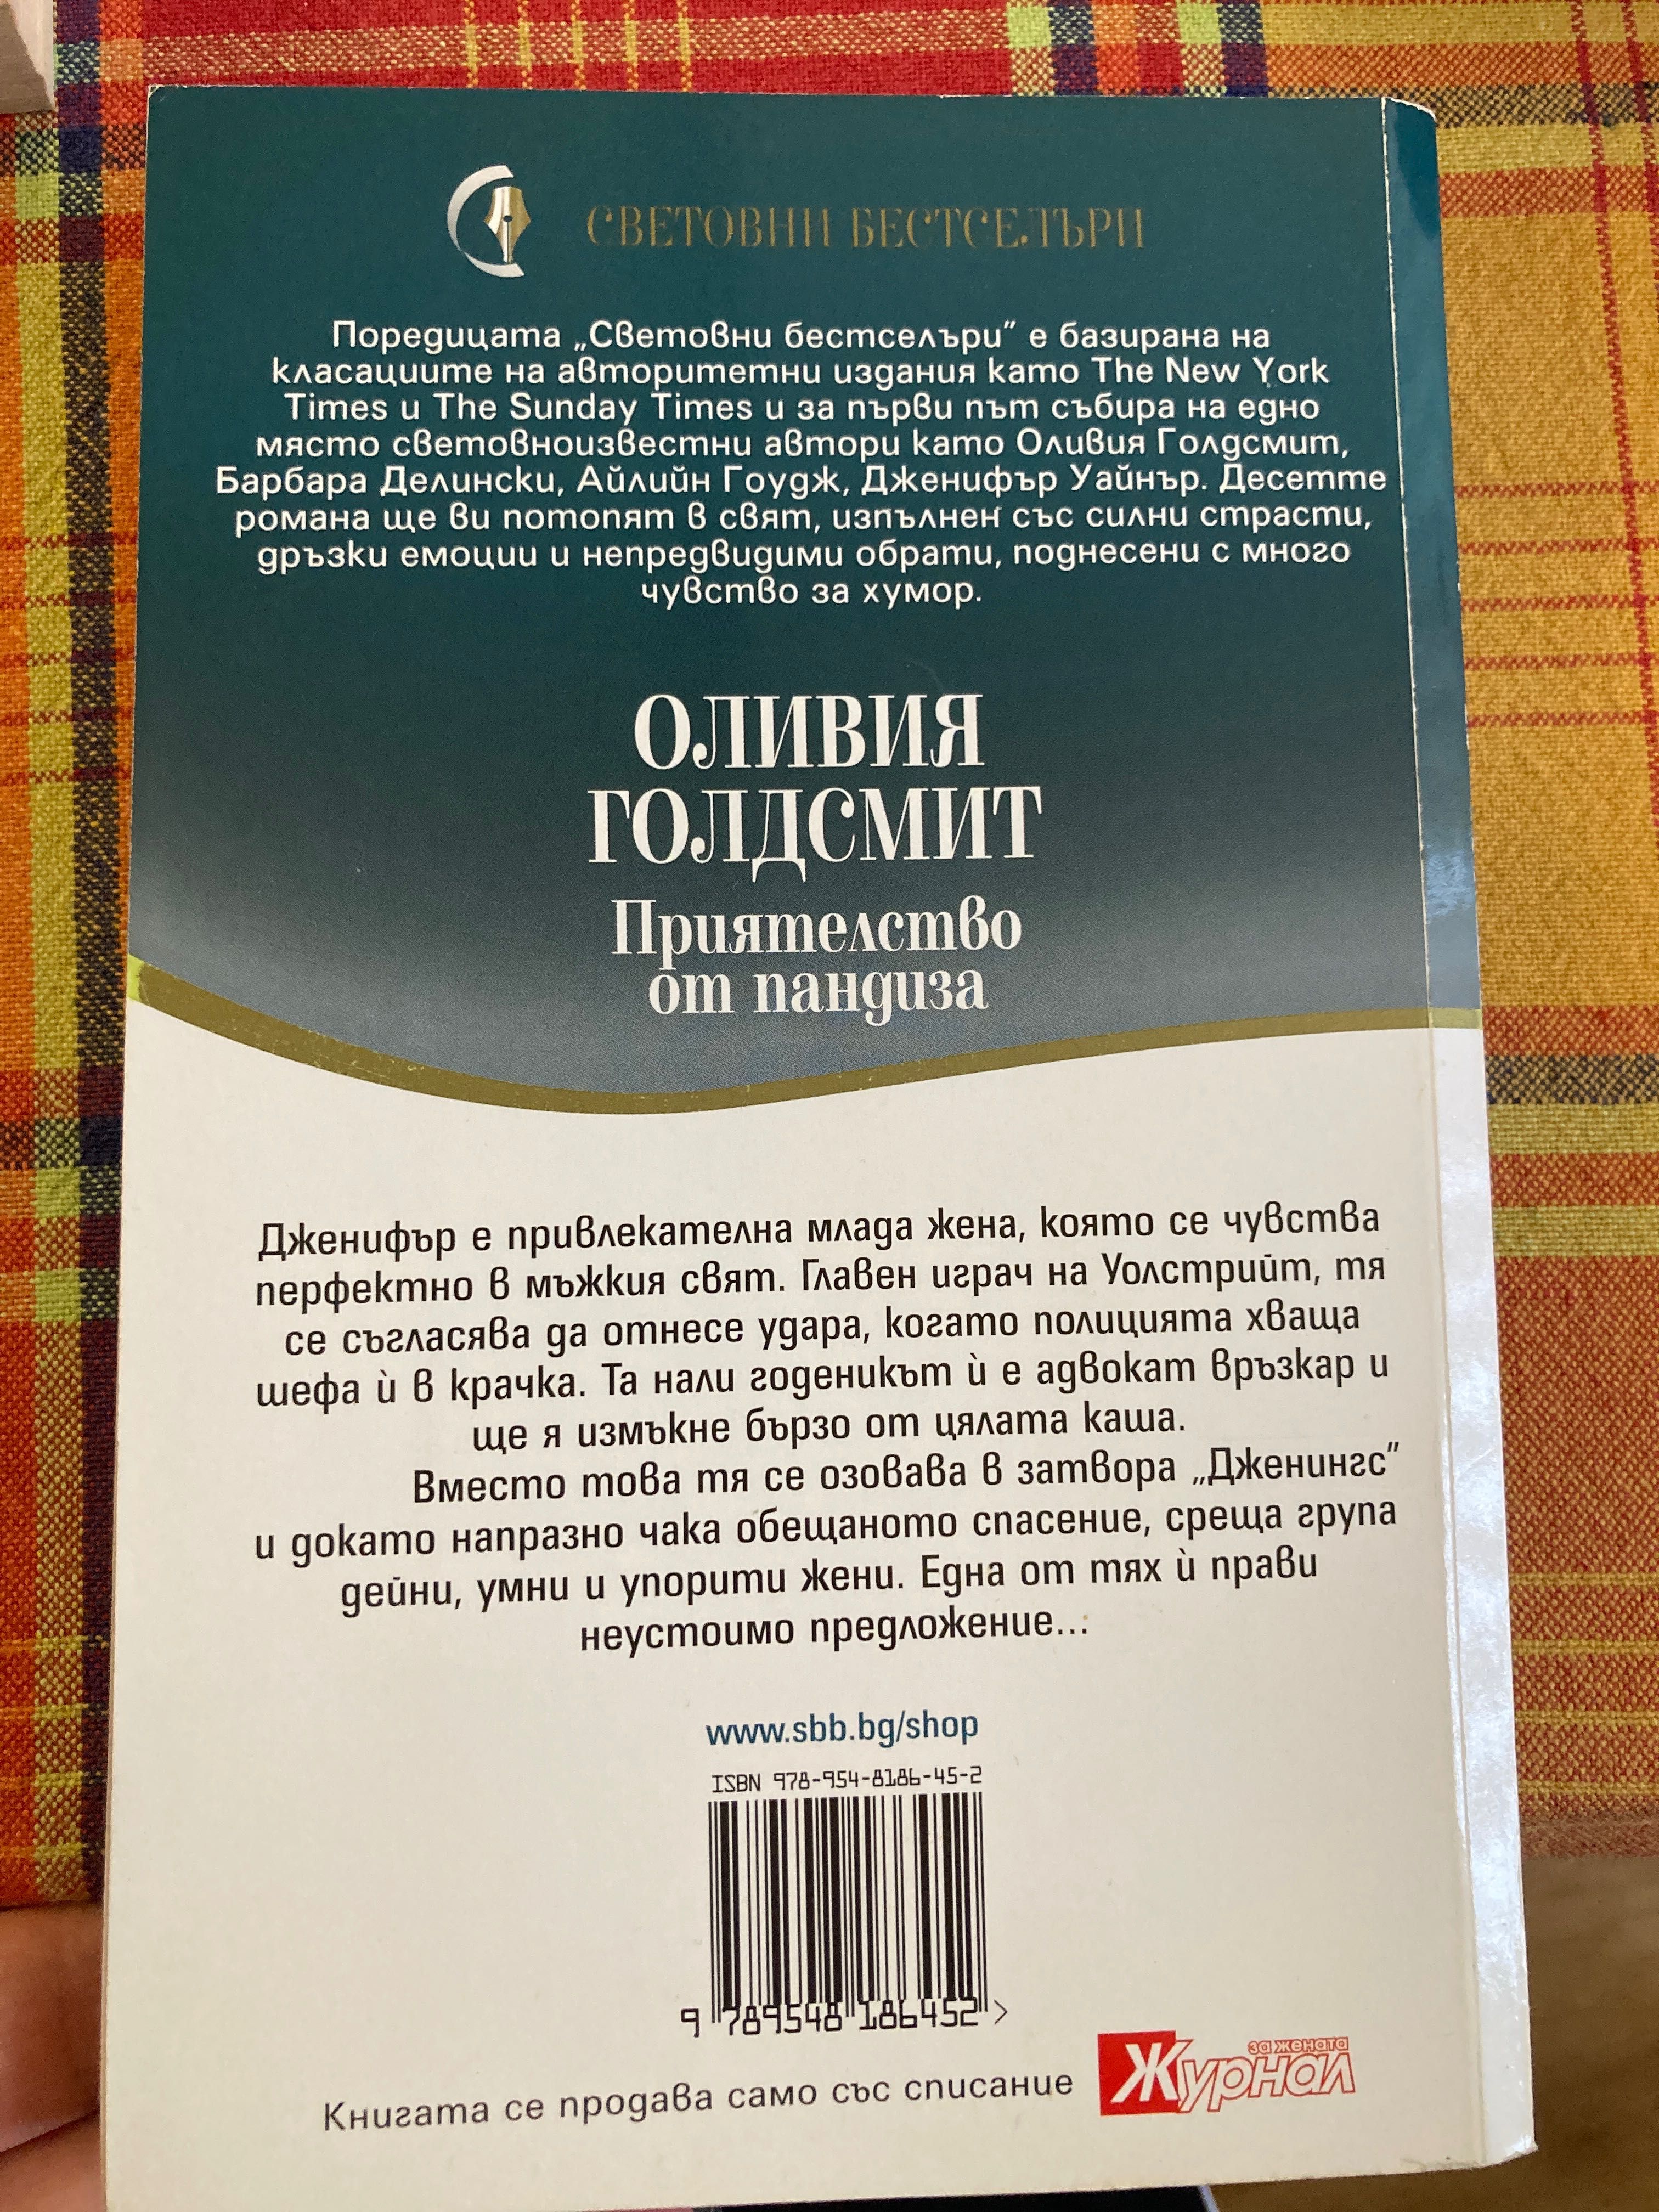 СВЕТОВНИ БЕСТСЕЛЪРИ
Поредицата „Световни бестселъри" е базирана на
класациите на авторитетни издания като The New York
Times и The Sunday Times и за първи път събира на едно
място световноизвестни автори като Оливия Голдсмит,
Барбара Делински, Айлийн Гоудж, Дженифър Уайнър. Десетте
романа ще ви потопят в свят, изпълнен със силни страсти,
дръзки емоции и непредвидими обрати, поднесени с много
чувство за хумор.
ОЛИВИЯ
ГОЛДСМИТ
Приятелство
от пандиза
Дженифър е привлекателна млада жена, която се чувства
перфектно в мъжкия свят. Главен играч на Уолстрийт, тя
се съгласява да отнесе удара, когато полицията хваща
шефа ѝ в крачка. Та нали годеникът ѝ е адвокат връзкар и
ще я измъкне бързо от цялата каша.
Вместо това тя се озовава в затвора „Дженингс"
и докато напразно чака обещаното спасение, среща група
дейни, умни и упорити жени. Една от тях ѝ прави
неустоимо предложение...
www.sbb.bg/shop
ISBN 978-954-8186-45-2
9 789548 186452 >
Книгата се продава само със списание
за жената
Журнал